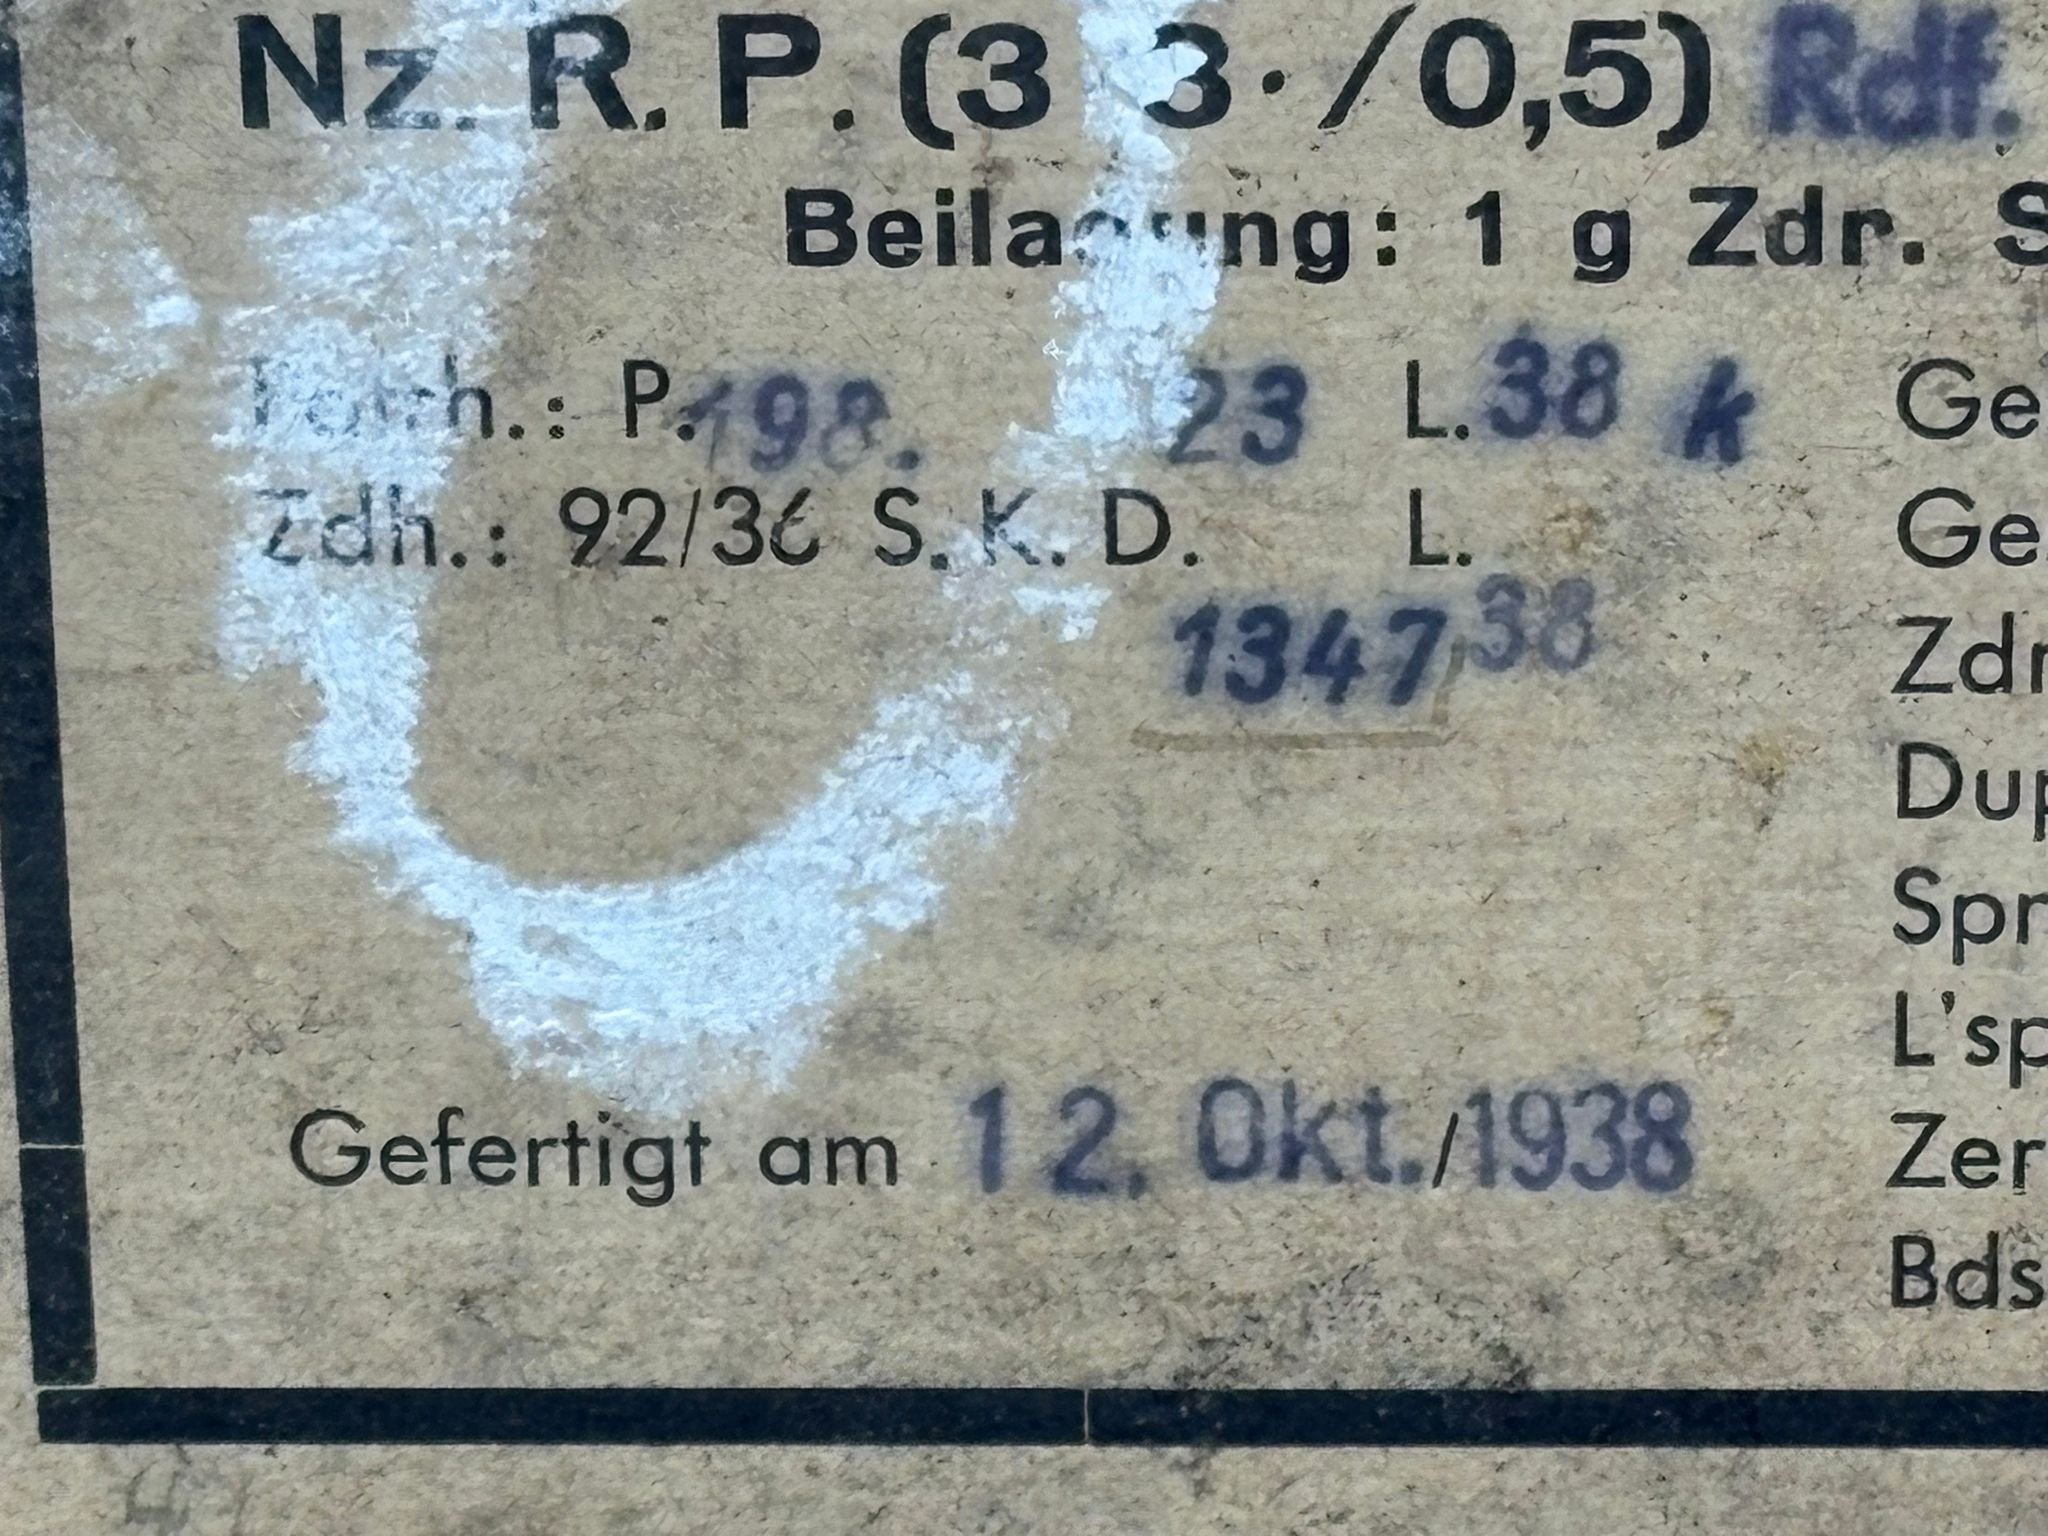 Nz. R. P. (3 3 · /0,5) Rdf.
Beilagung: 1 g Zdr. S
P. 198. 23 L. 38 k Ge
Zdh.: 92/36 S. K. D. L. Ge
1347 38 Zdr
Dup
Spr
L'sp
Gefertigt am 12. Okt./1938 Zer
Bds